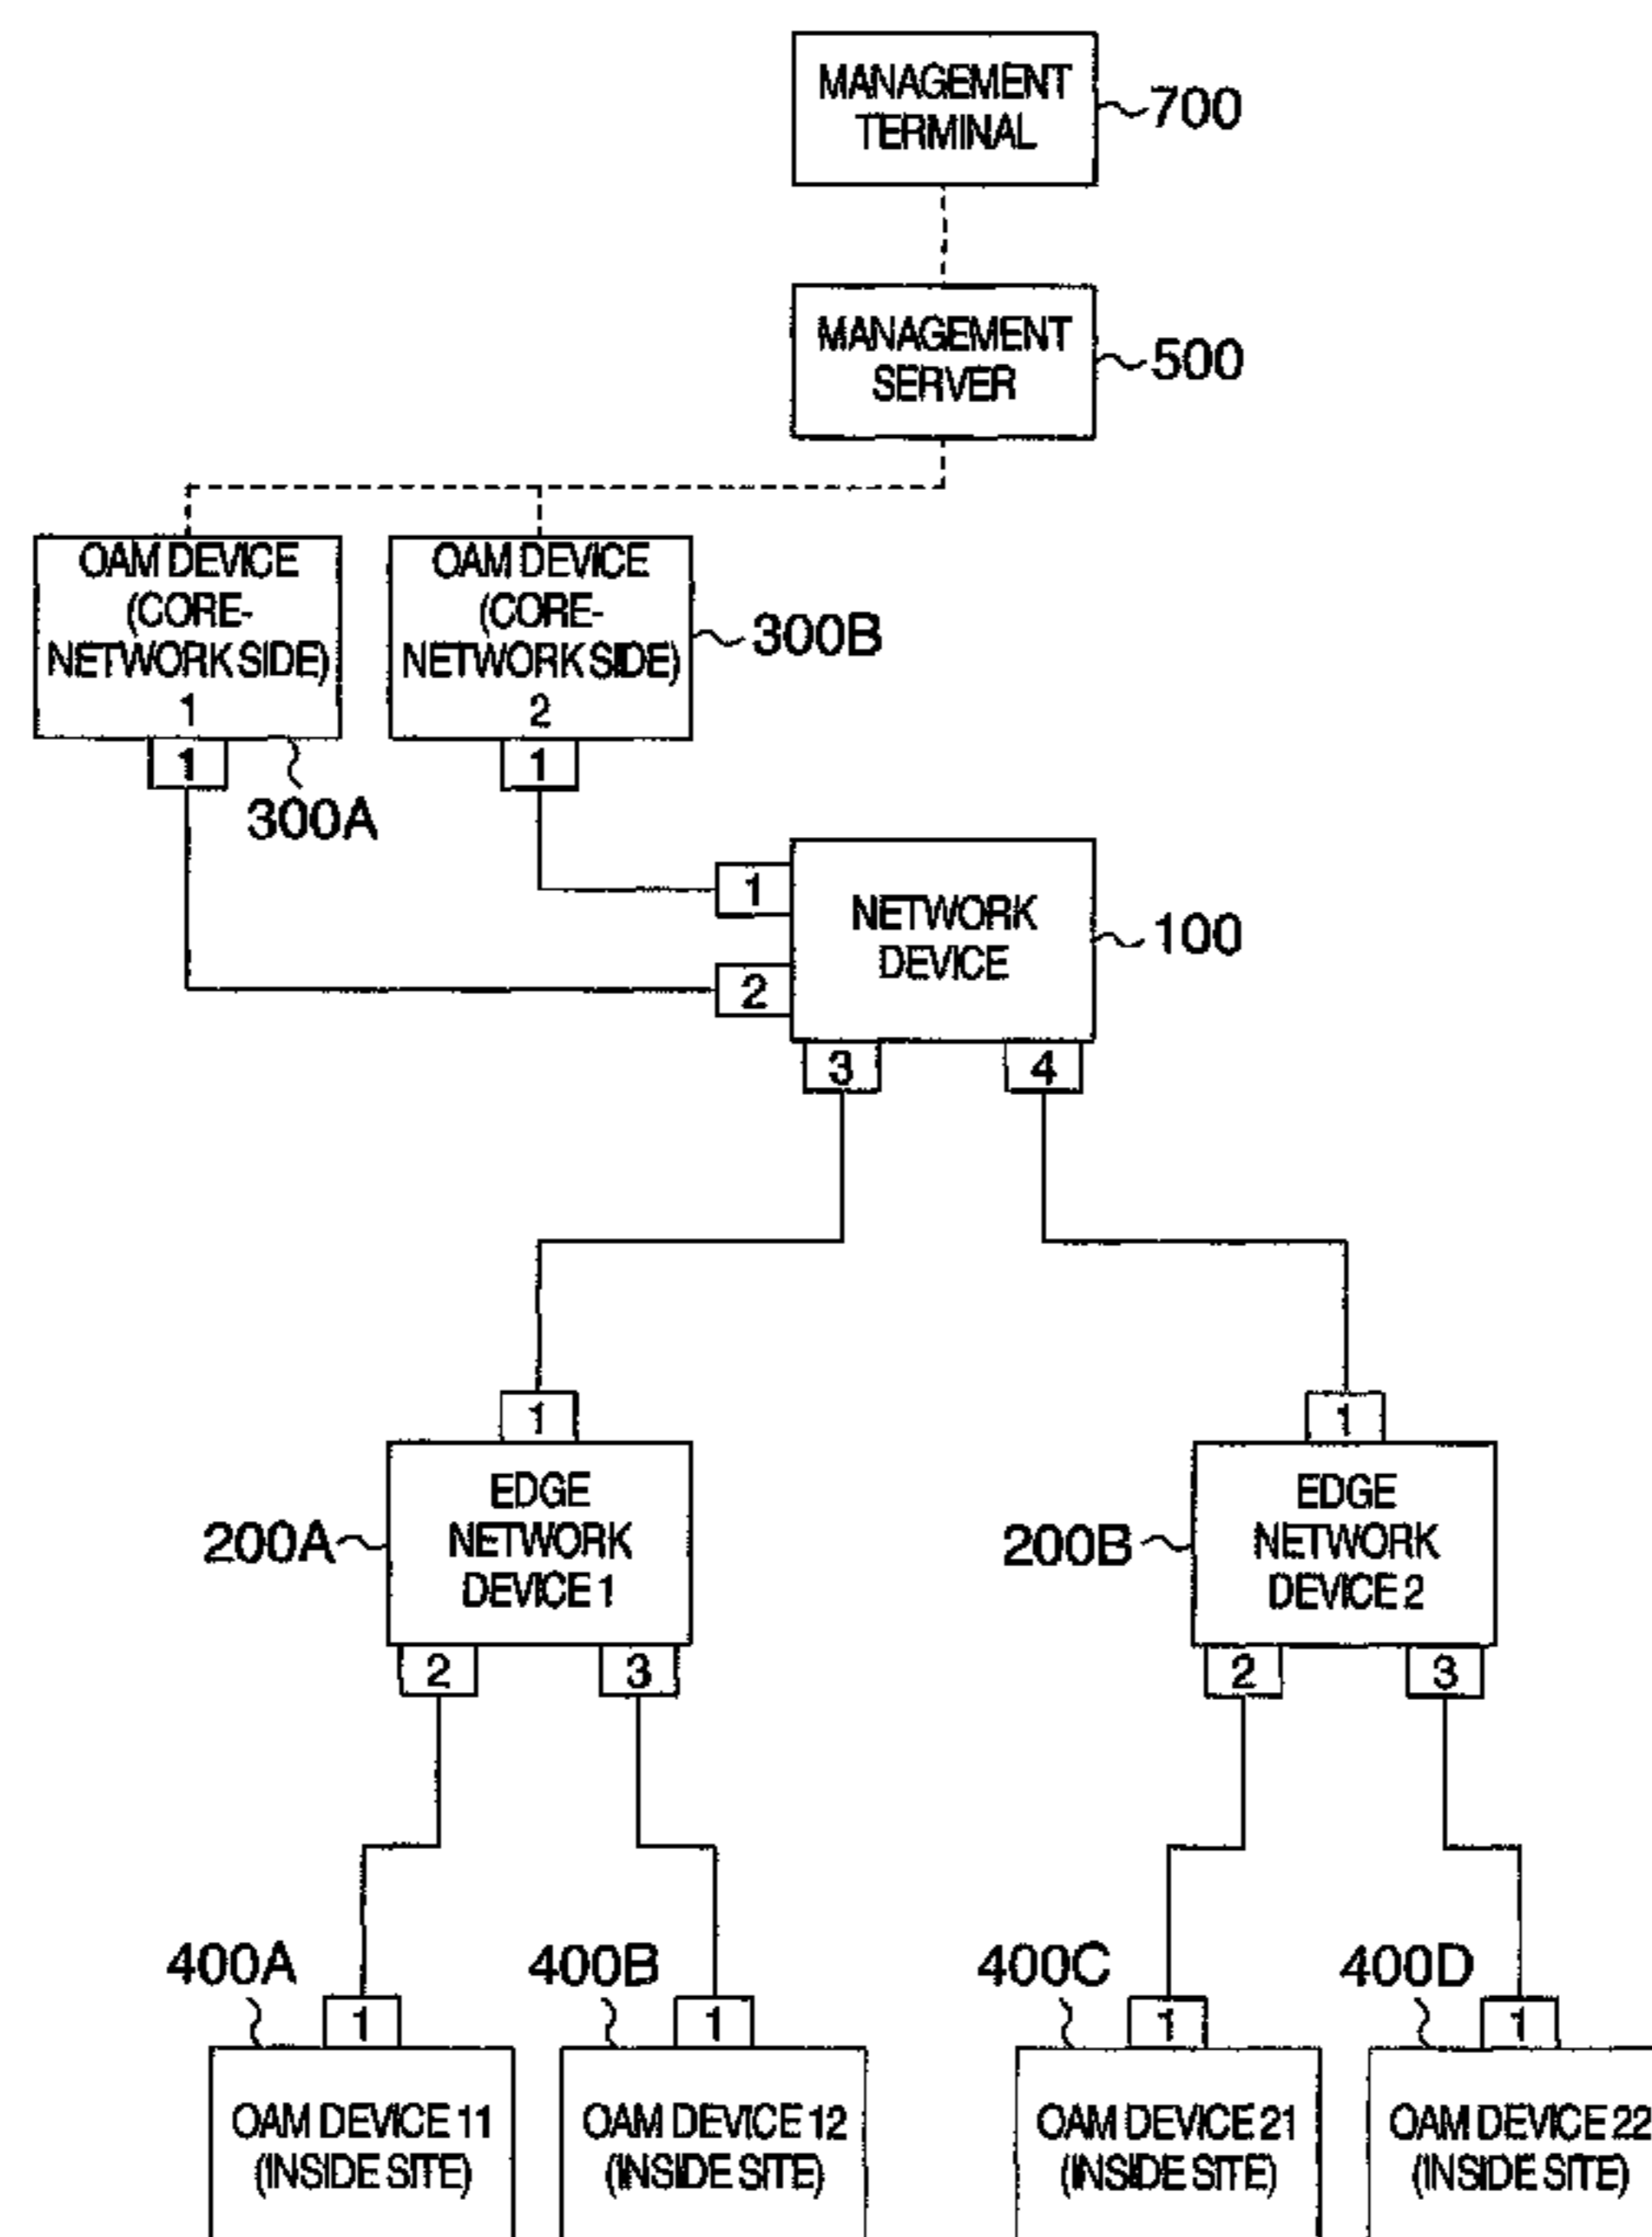 MANAGEMENT
TERMINAL
700
MANAGEMENT
SERVER
500
OAM DEVICE
(CORE-
NETWORK SIDE)
1
1
300A
OAM DEVICE
(CORE-
NETWORK SIDE)
2
1
300B
1
2
NETWORK
DEVICE
100
3
4
1
EDGE
NETWORK
DEVICE 1
200A
2
3
1
EDGE
NETWORK
DEVICE 2
200B
2
3
400A
1
OAM DEVICE 11
(INSIDE SITE)
400B
1
OAM DEVICE 12
(INSIDE SITE)
400C
1
OAM DEVICE 21
(INSIDE SITE)
400D
1
OAM DEVICE 22
(INSIDE SITE)